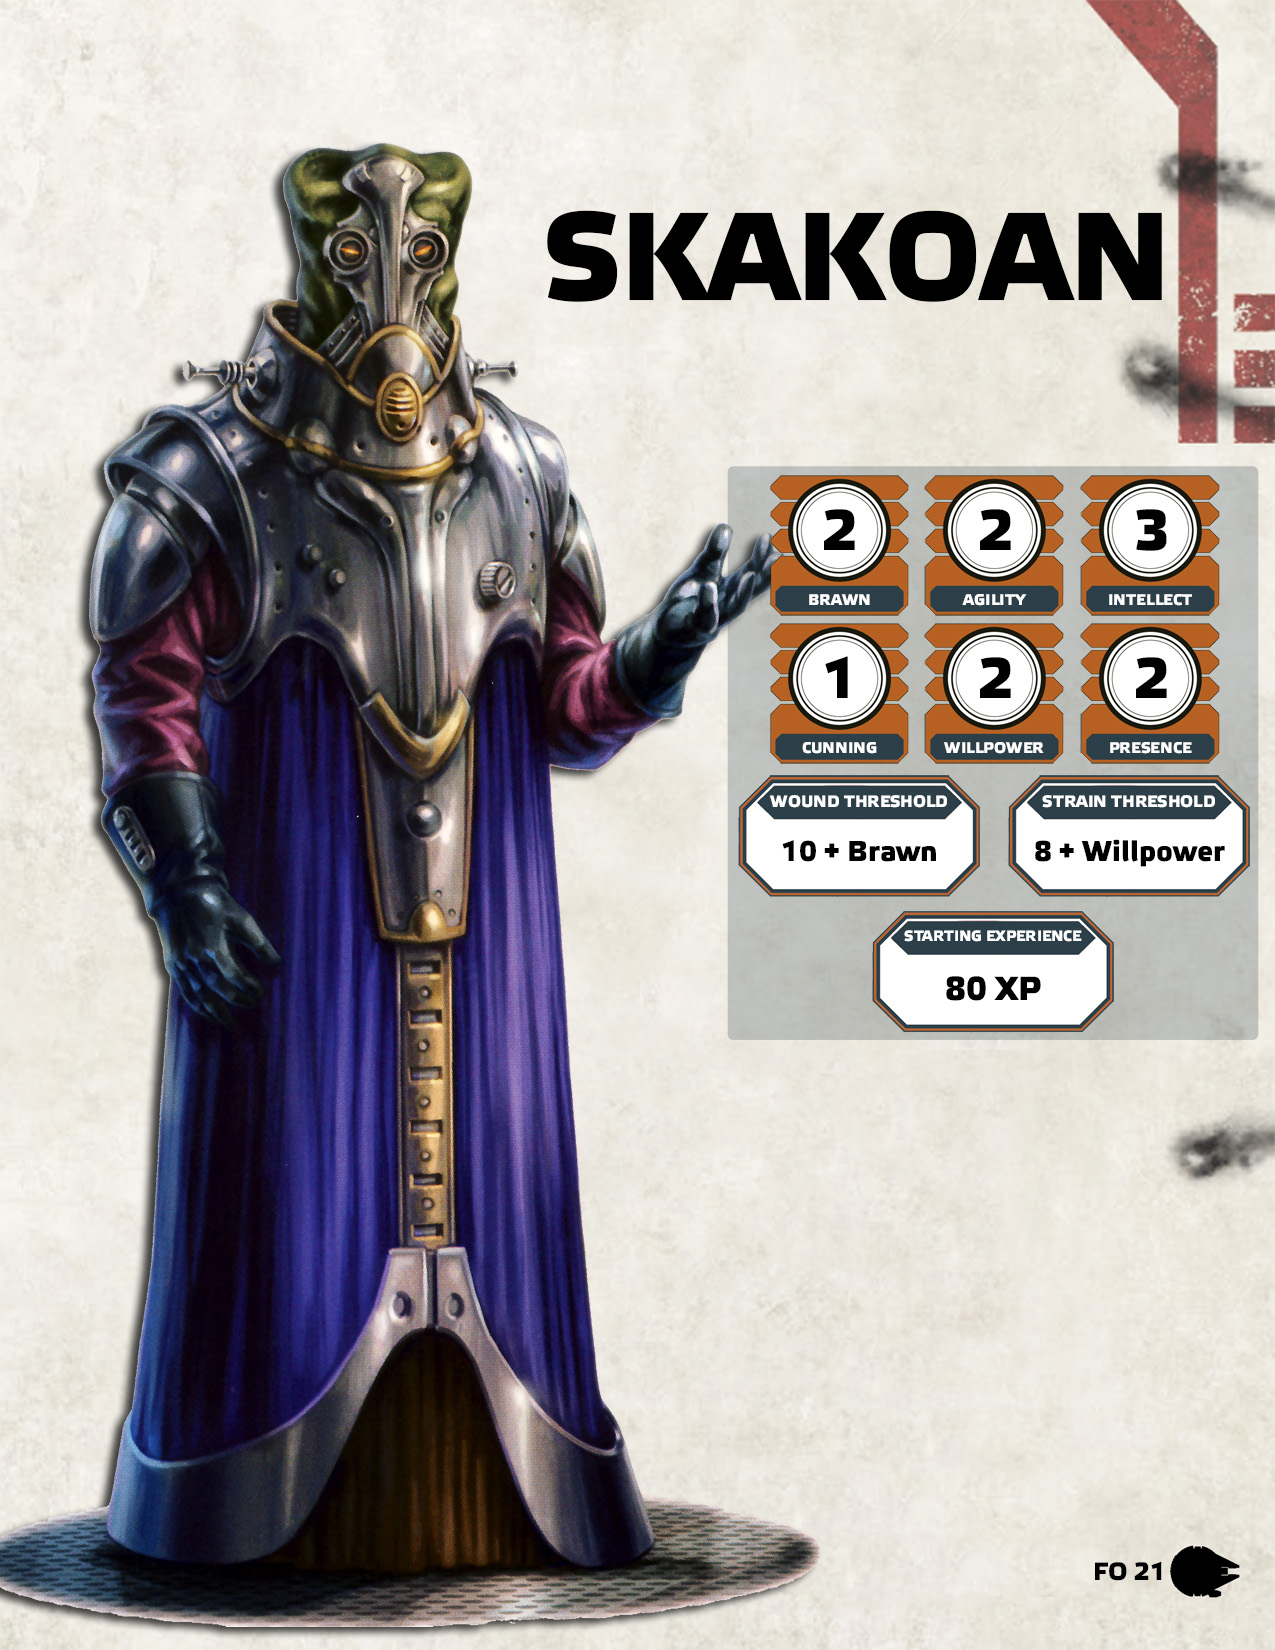 SKAKOAN
2 2 3
BRAWN AGILITY INTELLECT
1 2 2
CUNNING WILLPOWER PRESENCE
WOUND THRESHOLD STRAIN THRESHOLD
10 + Brawn 8 + Willpower
STARTING EXPERIENCE
80 XP
FO 21